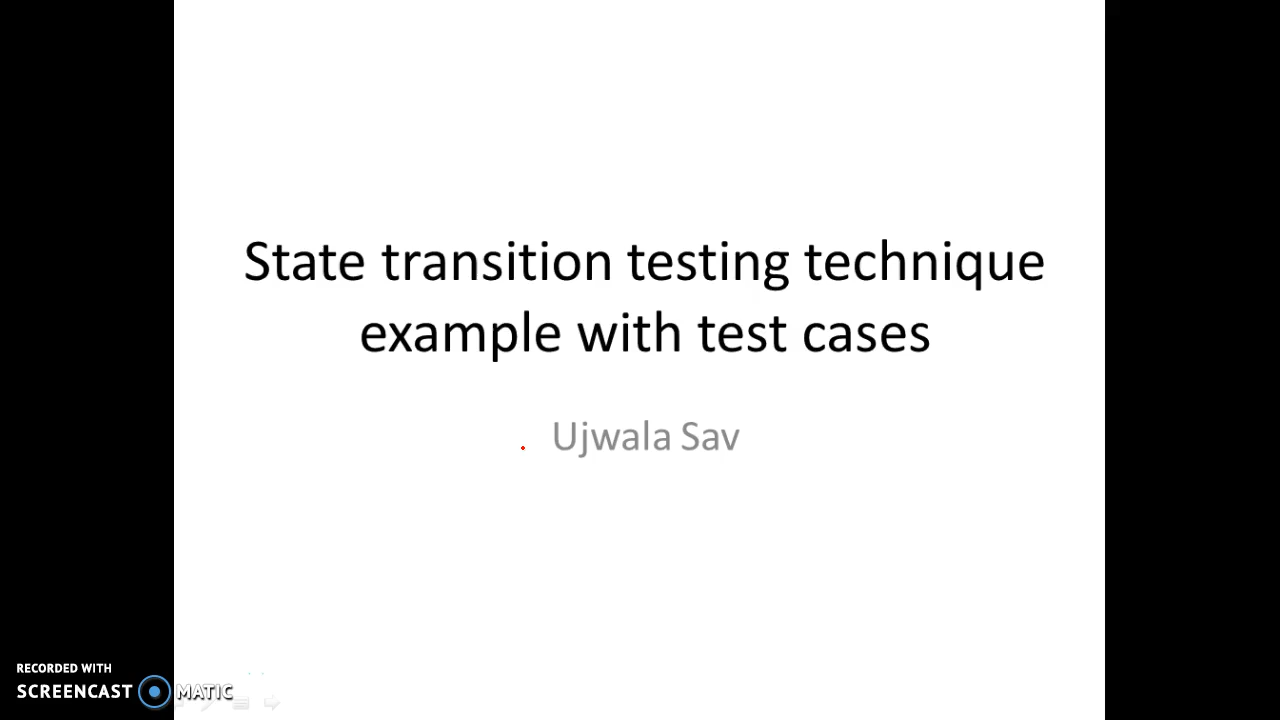 State transition testing technique
example with test cases
Ujwala Sav
RECORDED WITH
SCREENCAST MATIC